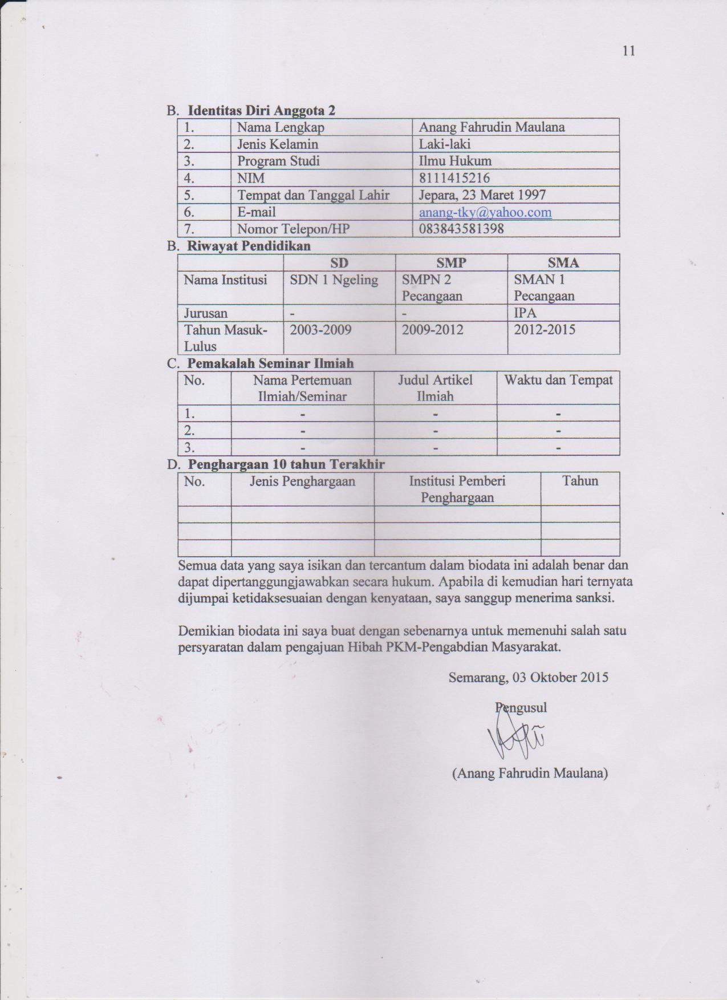 11
B. Identitas Diri Anggota 2
1. Nama Lengkap Anang Fahrudin Maulana
2. Jenis Kelamin Laki-laki
3. Program Studi Ilmu Hukum
4. NIM 8111415216
5. Tempat dan Tanggal Lahir Jepara, 23 Maret 1997
6. E-mail anang-tky@yahoo.com
7. Nomor Telepon/HP 083843581398
B. Riwayat Pendidikan
SD SMP SMA
Nama Institusi SDN 1 Ngeling SMPN 2 SMAN 1
Pecangaan Pecangaan
Jurusan - - IPA
Tahun Masuk- 2003-2009 2009-2012 2012-2015
Lulus
C. Pemakalah Seminar Ilmiah
No. Nama Pertemuan Judul Artikel Waktu dan Tempat
Ilmiah/Seminar Ilmiah
1. - - -
2. - - -
3. - - -
D. Penghargaan 10 tahun Terakhir
No. Jenis Penghargaan Institusi Pemberi Tahun
Penghargaan
Semua data yang saya isikan dan tercantum dalam biodata ini adalah benar dan
dapat dipertanggungjawabkan secara hukum. Apabila di kemudian hari ternyata
dijumpai ketidaksesuaian dengan kenyataan, saya sanggup menerima sanksi.
Demikian biodata ini saya buat dengan sebenarnya untuk memenuhi salah satu
persyaratan dalam pengajuan Hibah PKM-Pengabdian Masyarakat.
Semarang, 03 Oktober 2015
Pengusul
(Anang Fahrudin Maulana)